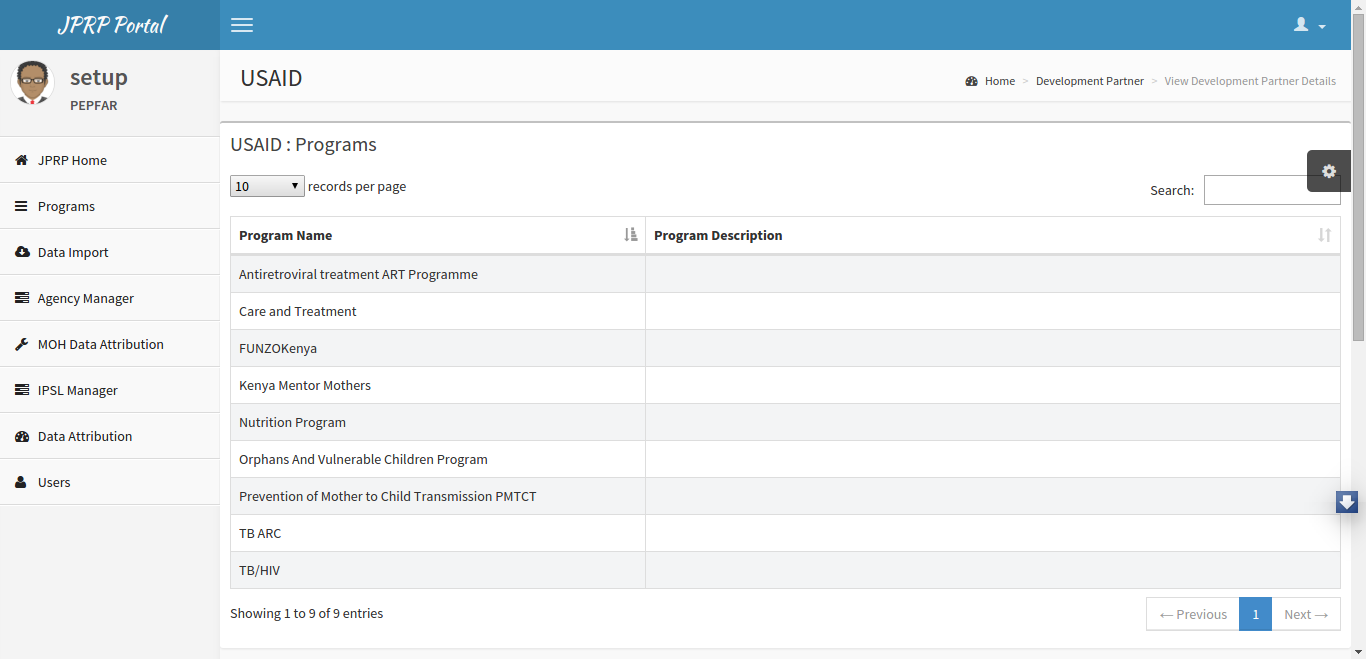 JPRP Portal
setup
PEPFAR
JPRP Home
Programs
Data Import
Agency Manager
MOH Data Attribution
IPSL Manager
Data Attribution
Users
USAID
Home > Development Partner > View Development Partner Details
USAID : Programs
10 records per page
Search:
Program Name Program Description
Antiretroviral treatment ART Programme
Care and Treatment
FUNZOKenya
Kenya Mentor Mothers
Nutrition Program
Orphans And Vulnerable Children Program
Prevention of Mother to Child Transmission PMTCT
TB ARC
TB/HIV
Showing 1 to 9 of 9 entries
← Previous 1 Next →